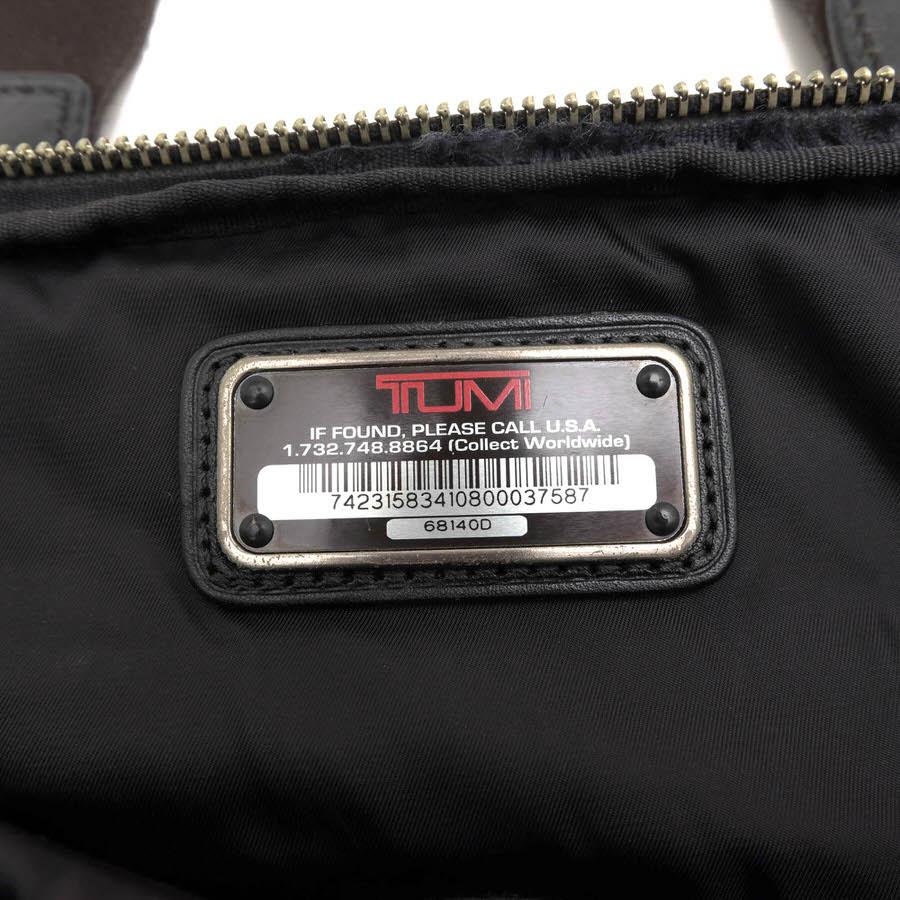 TUMI
IF FOUND, PLEASE CALL U.S.A.
1.732.748.8864 (Collect Worldwide)
74231583410800037587
68140D